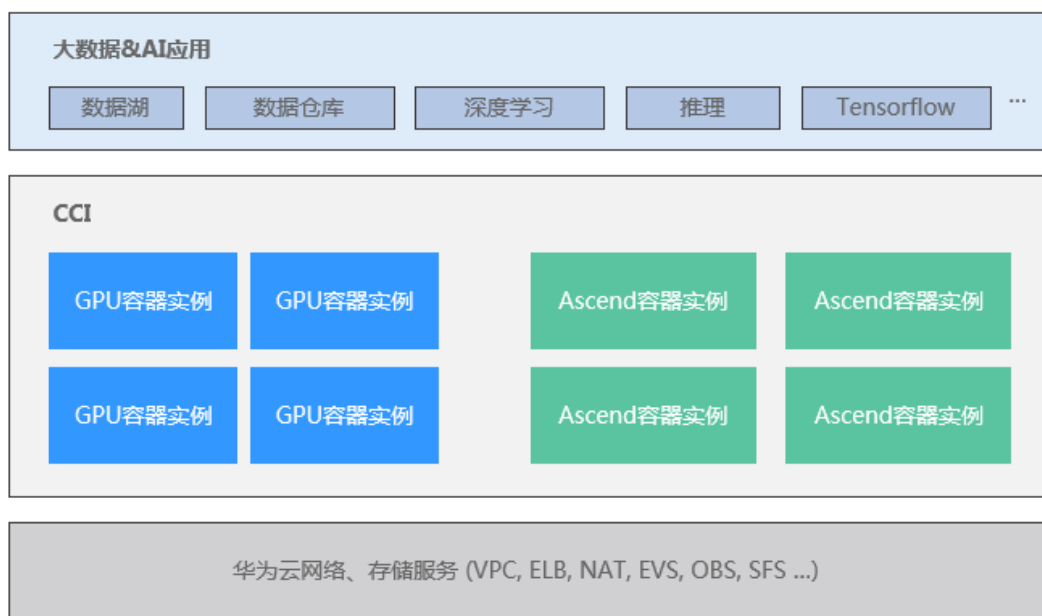 大数据&AI应用
数据湖 数据仓库 深度学习 推理 Tensorflow ...
CCI
GPU容器实例 GPU容器实例 Ascend容器实例 Ascend容器实例
GPU容器实例 GPU容器实例 Ascend容器实例 Ascend容器实例
华为云网络、存储服务 (VPC, ELB, NAT, EVS, OBS, SFS ...)